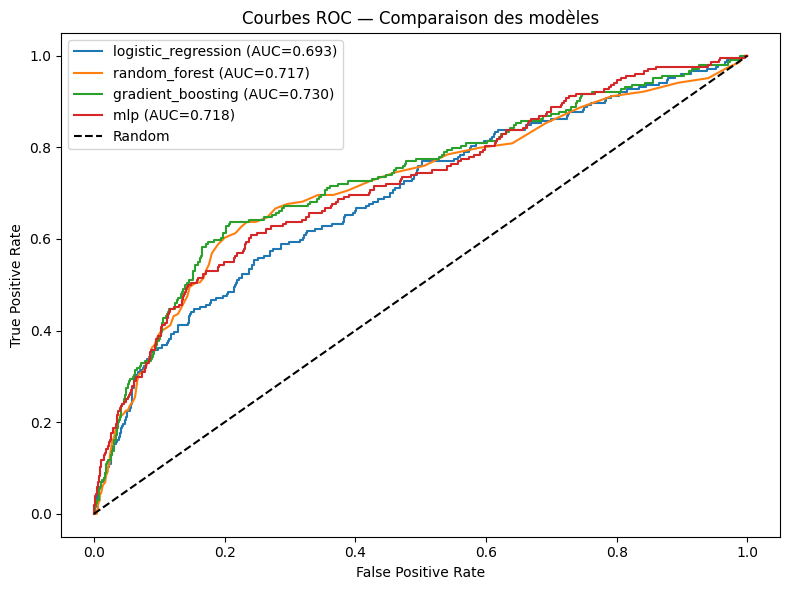 Courbes ROC — Comparaison des modèles
logistic_regression (AUC=0.693)
random_forest (AUC=0.717)
gradient_boosting (AUC=0.730)
mlp (AUC=0.718)
Random
True Positive Rate
1.0
0.8
0.6
0.4
0.2
0.0
0.0 0.2 0.4 0.6 0.8 1.0
False Positive Rate